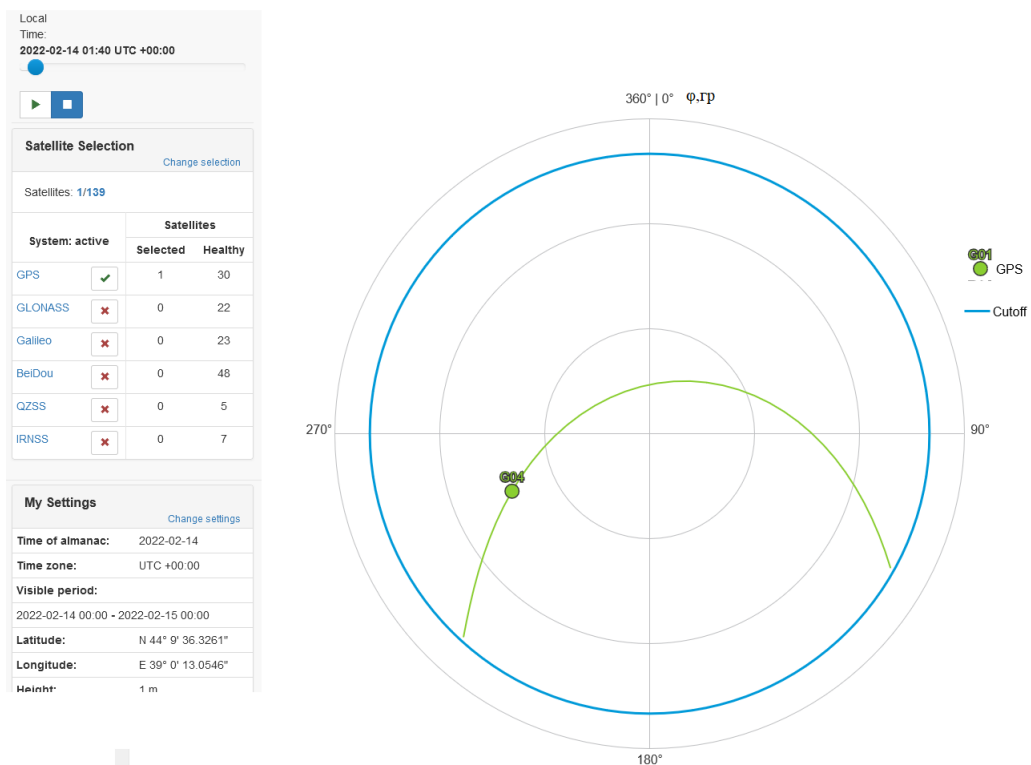 Local
Time:
2022-02-14 01:40 UTC +00:00
Satellite Selection
Change selection
Satellites: 1/139
System: active
Satellites
Selected Healthy
GPS 1 30
GLONASS 0 22
Galileo 0 23
BeiDou 0 48
QZSS 0 5
IRNSS 0 7
My Settings
Change settings
Time of almanac: 2022-02-14
Time zone: UTC +00:00
Visible period:
2022-02-14 00:00 - 2022-02-15 00:00
Latitude: N 44° 9' 36.3261"
Longitude: E 39° 0' 13.0546"
Height: 1 m
360° | 0° φ,гр
270°
90°
180°
G04
G01
GPS
Cutoff